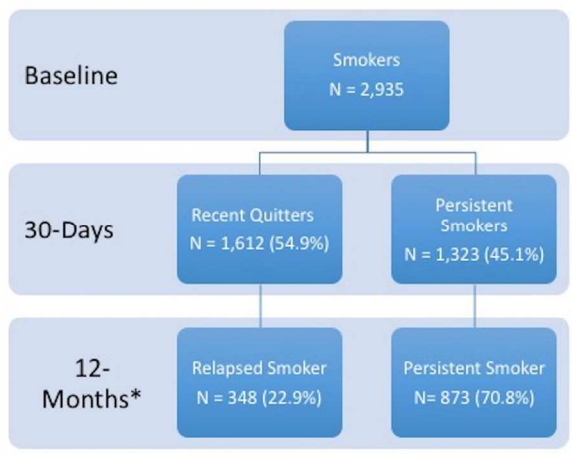 Baseline
Smokers
N = 2,935
30-Days
Recent Quitters
N = 1,612 (54.9%)
Persistent
Smokers
N = 1,323 (45.1%)
12-
Months*
Relapsed Smoker
N = 348 (22.9%)
Persistent Smoker
N= 873 (70.8%)